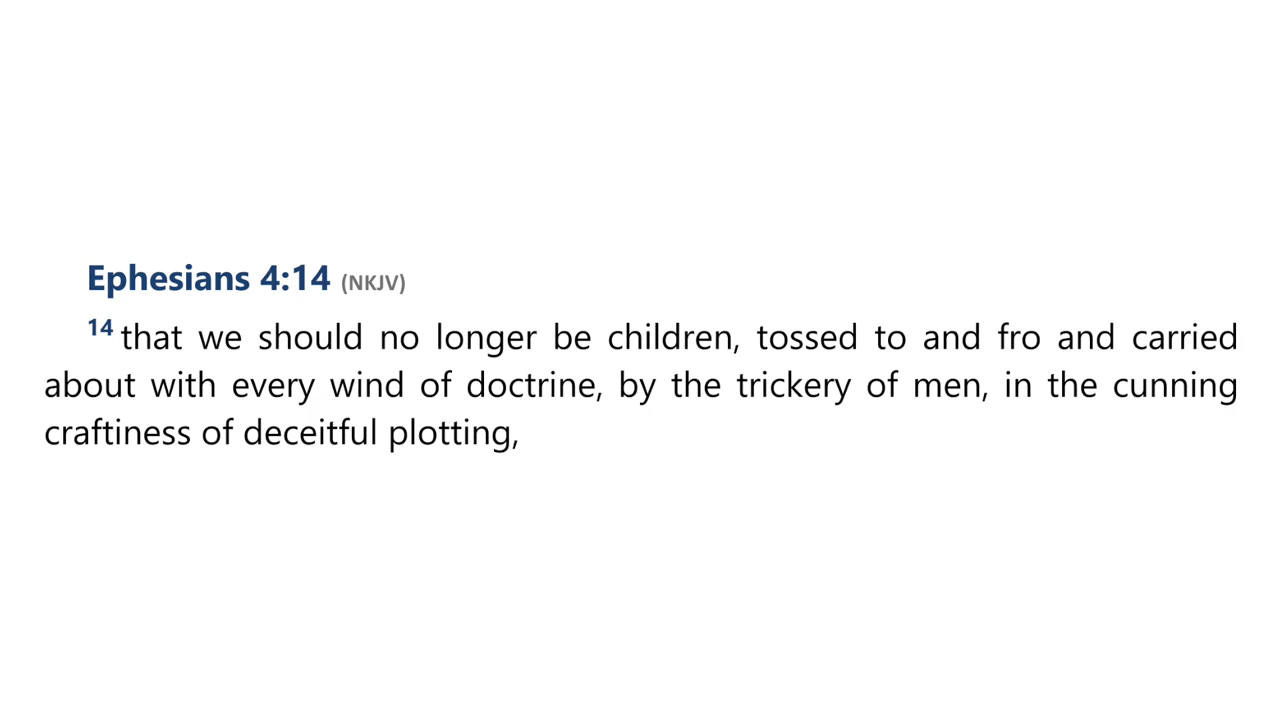 Ephesians 4:14 (NKJV)
14 that we should no longer be children, tossed to and fro and carried
about with every wind of doctrine, by the trickery of men, in the cunning
craftiness of deceitful plotting,